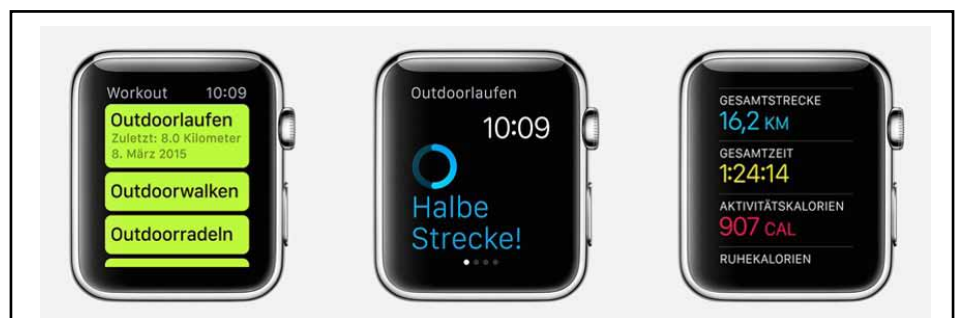 Workout 10:09
Outdoorlaufen
Zuletzt: 8.0 Kilometer
8. März 2015
Outdoorwalken
Outdoorradeln
Outdoorlaufen
10:09
Halbe
Strecke!
GESAMTSTRECKE
16,2 KM
GESAMTZEIT
1:24:14
AKTIVITÄTSKALORIEN
907 CAL
RUHEKALORIEN